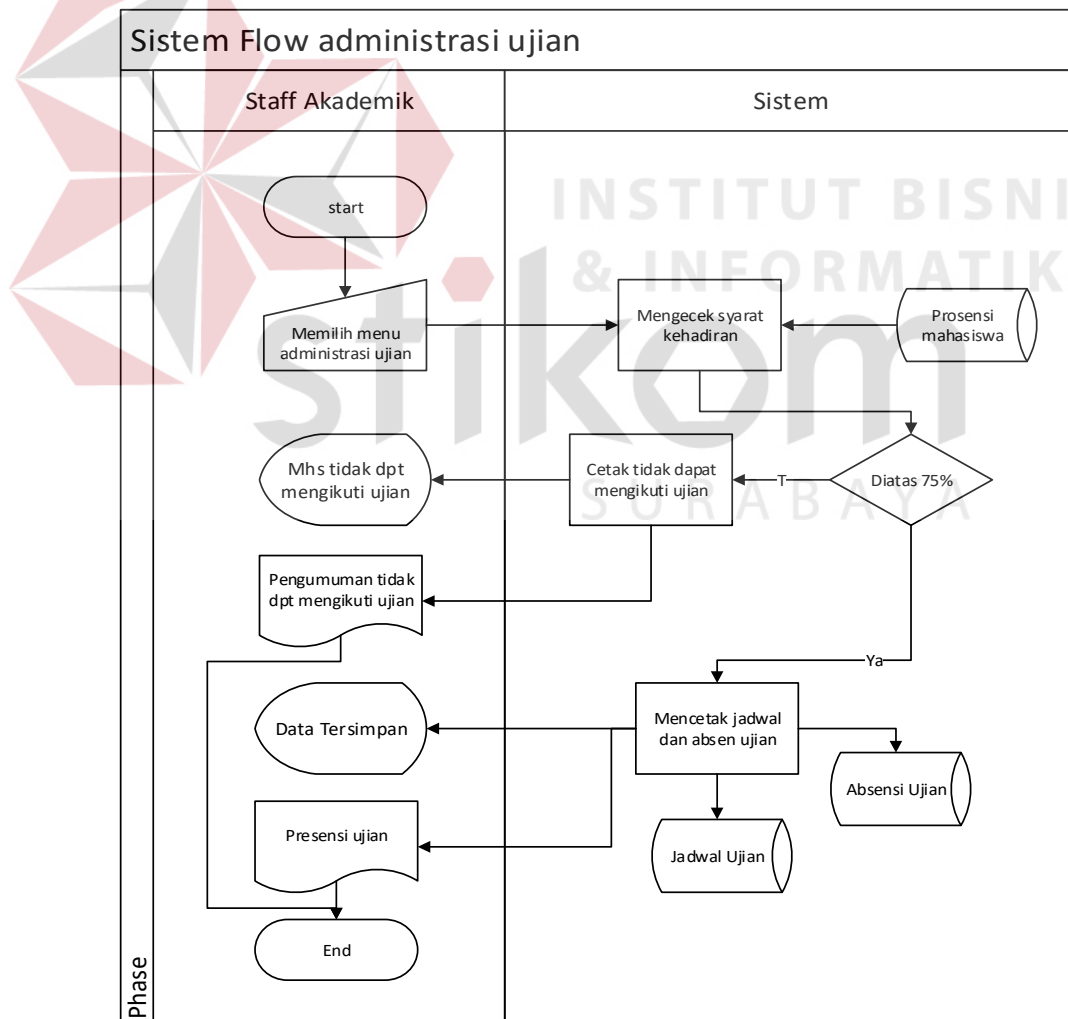 Sistem Flow administrasi ujian
Staff Akademik
Sistem
INSTITUT BISNI
& INFORMATIK
stikom
SURABAYA
start
Memilih menu
administrasi ujian
Mengecek syarat
kehadiran
Prosensi
mahasiswa
Mhs tidak dpt
mengikuti ujian
Cetak tidak dapat
mengikuti ujian
T
Diatas 75%
Pengumuman tidak
dpt mengikuti ujian
Ya
Data Tersimpan
Mencetak jadwal
dan absen ujian
Absensi Ujian
Presensi ujian
Jadwal Ujian
End
Phase